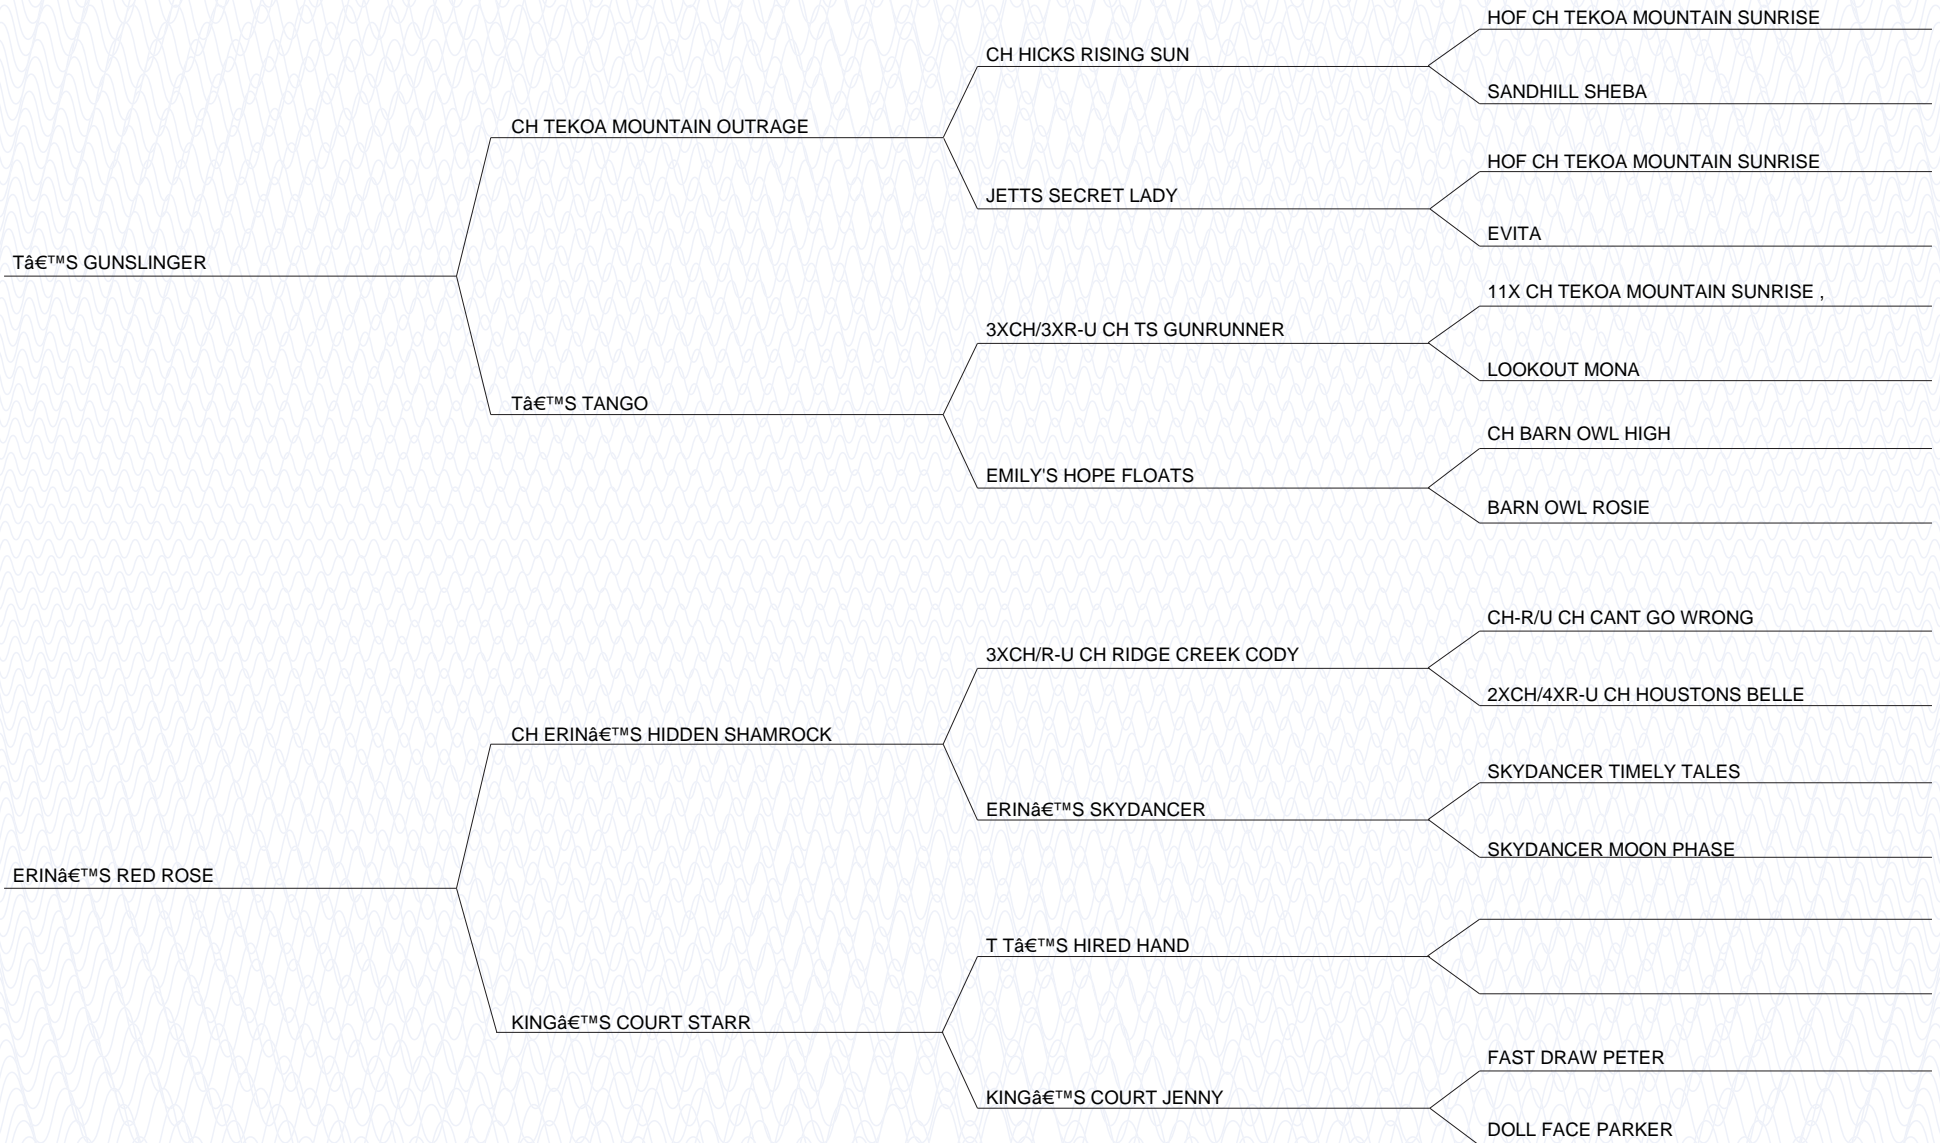 HOF CH TEKOA MOUNTAIN SUNRISE
CH HICKS RISING SUN
SANDHILL SHEBA
CH TEKOA MOUNTAIN OUTRAGE
HOF CH TEKOA MOUNTAIN SUNRISE
JETTS SECRET LADY
EVITA
Tâ€™S GUNSLINGER
11X CH TEKOA MOUNTAIN SUNRISE ,
3XCH/3XR-U CH TS GUNRUNNER
LOOKOUT MONA
Tâ€™S TANGO
CH BARN OWL HIGH
EMILY'S HOPE FLOATS
BARN OWL ROSIE
CH-R/U CH CANT GO WRONG
3XCH/R-U CH RIDGE CREEK CODY
2XCH/4XR-U CH HOUSTONS BELLE
CH ERINâ€™S HIDDEN SHAMROCK
SKYDANCER TIMELY TALES
ERINâ€™S SKYDANCER
SKYDANCER MOON PHASE
ERINâ€™S RED ROSE
T Tâ€™S HIRED HAND
KINGâ€™S COURT STARR
FAST DRAW PETER
KINGâ€™S COURT JENNY
DOLL FACE PARKER